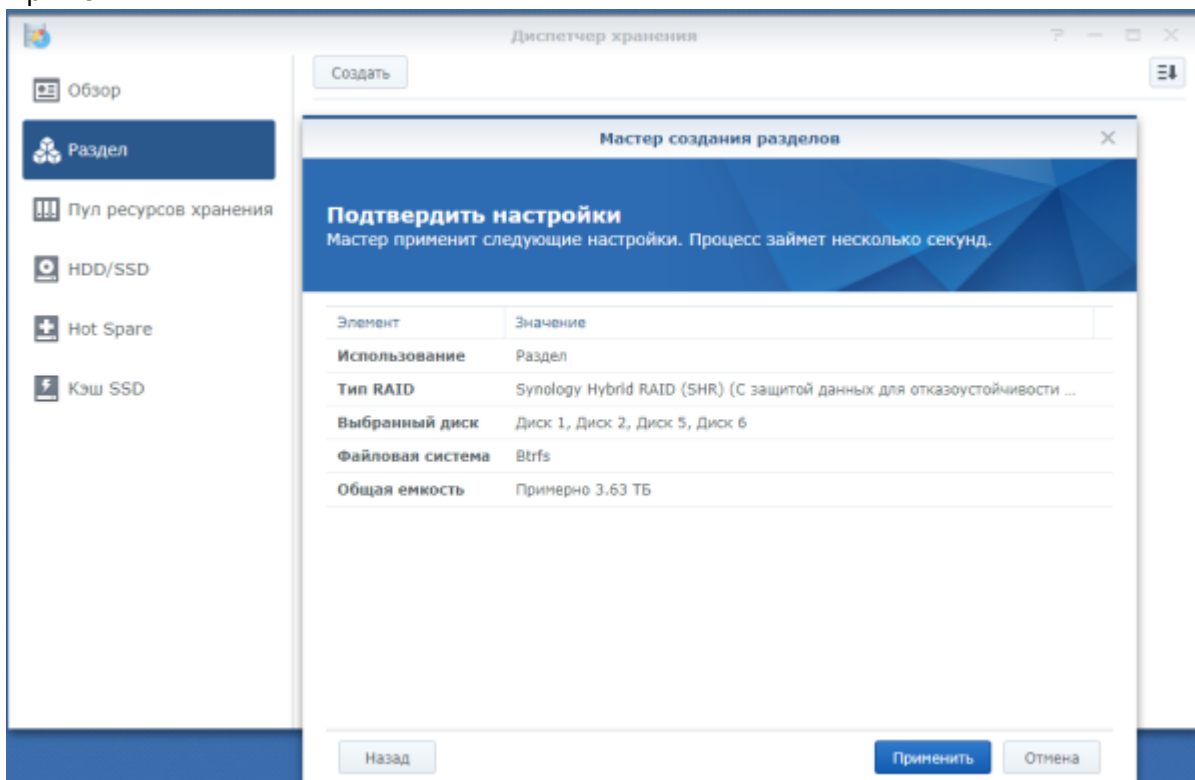 Диспетчер хранения
Создать
Обзор
Раздел
Пул ресурсов хранения
HDD/SSD
Hot Spare
Кэш SSD
Мастер создания разделов
Подтвердить настройки
Мастер применит следующие настройки. Процесс займет несколько секунд.
Элемент Значение
Использование Раздел
Тип RAID Synology Hybrid RAID (SHR) (С защитой данных для отказоустойчивости ...
Выбранный диск Диск 1, Диск 2, Диск 5, Диск 6
Файловая система Btrfs
Общая емкость Примерно 3.63 ТБ
Назад Применить Отмена